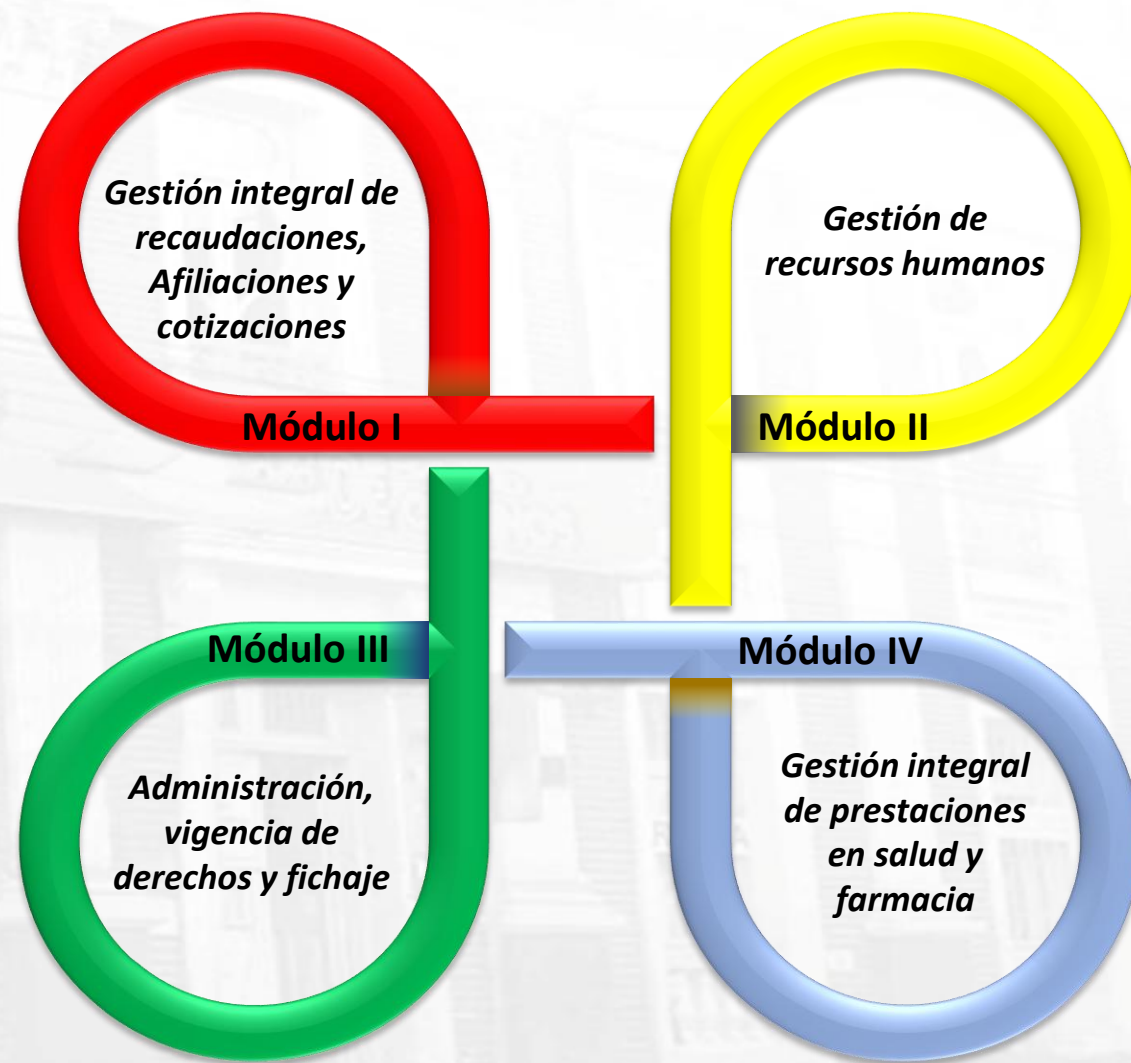 Gestión integral de
recaudaciones,
Afiliaciones y
cotizaciones
Módulo I
Gestión de
recursos humanos
Módulo II
Módulo III
Administración,
vigencia de
derechos y fichaje
Módulo IV
Gestión integral
de prestaciones
en salud y
farmacia